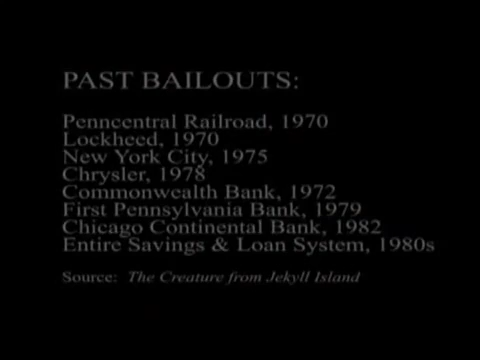 PAST BAILOUTS:
Penncentral Railroad, 1970
Lockheed, 1970
New York City, 1975
Chrysler, 1978
Commonwealth Bank, 1972
First Pennsylvania Bank, 1979
Chicago Continental Bank, 1982
Entire Savings & Loan System, 1980s
Source: The Creature from Jekyll Island